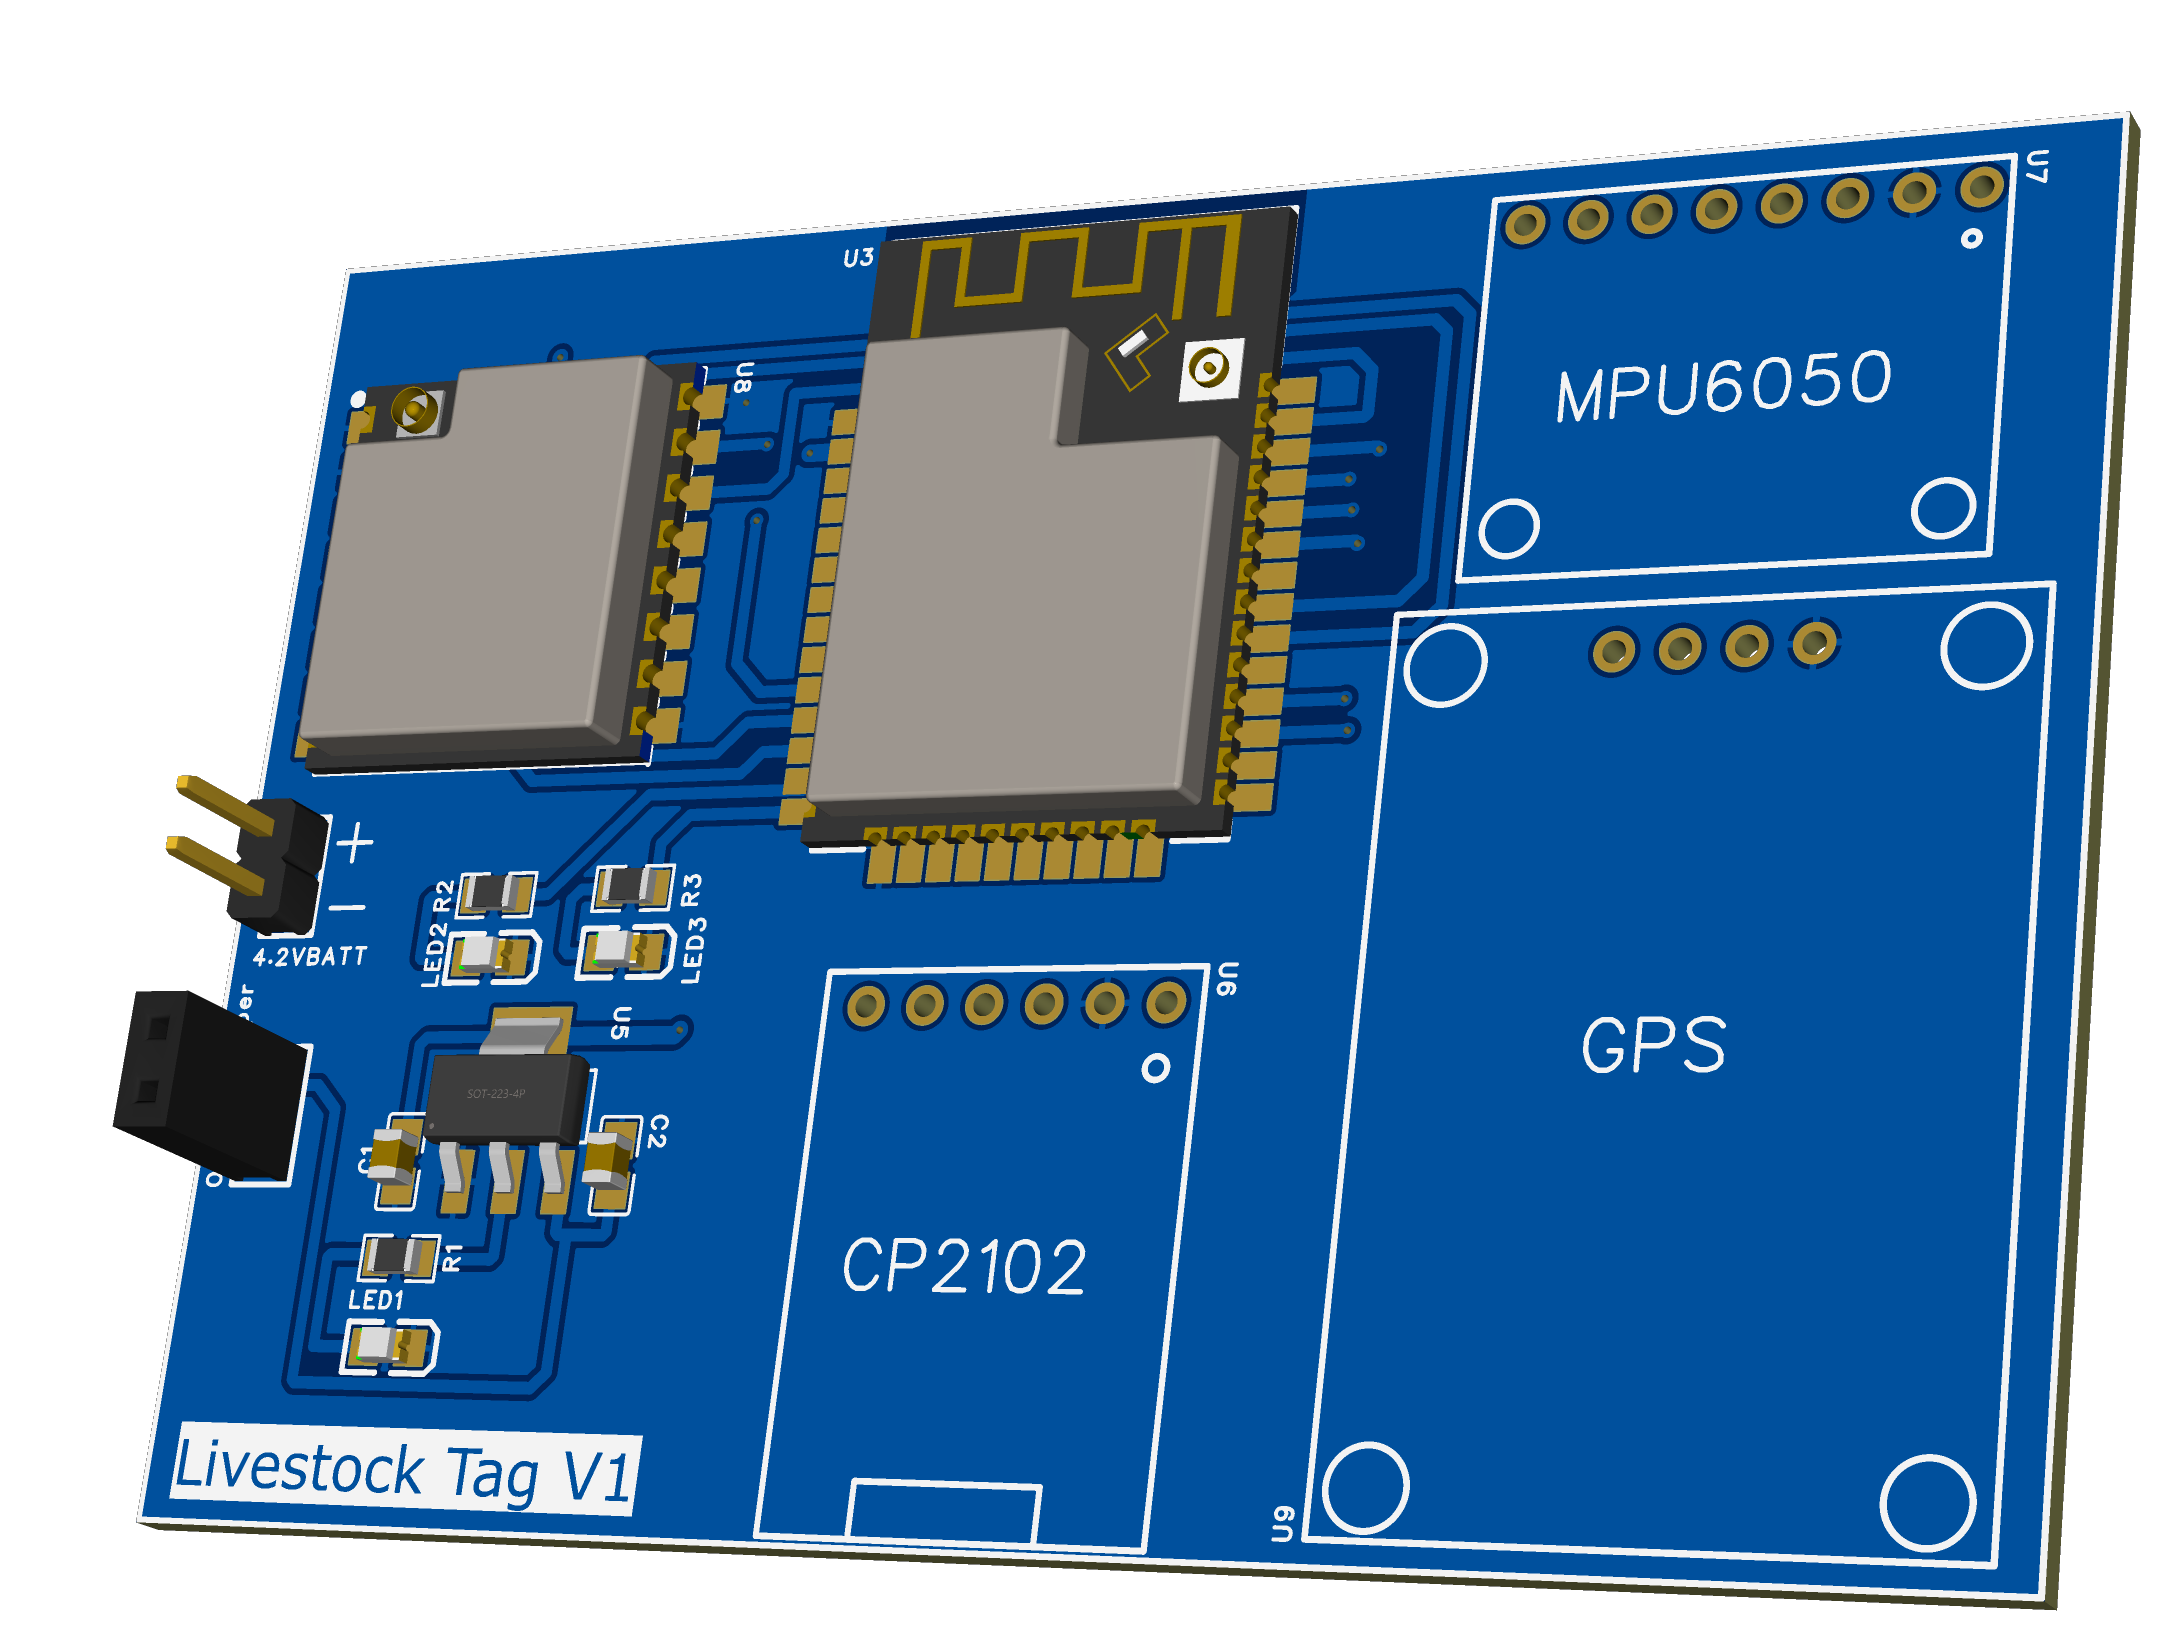 U7
U3
MPU6050
U8
+
−
R2
R3
4.2VBATT
LED2
LED3
U6
U5
GPS
SOT-223-4P
C1
C2
R1
CP2102
LED1
Livestock Tag V1
U9